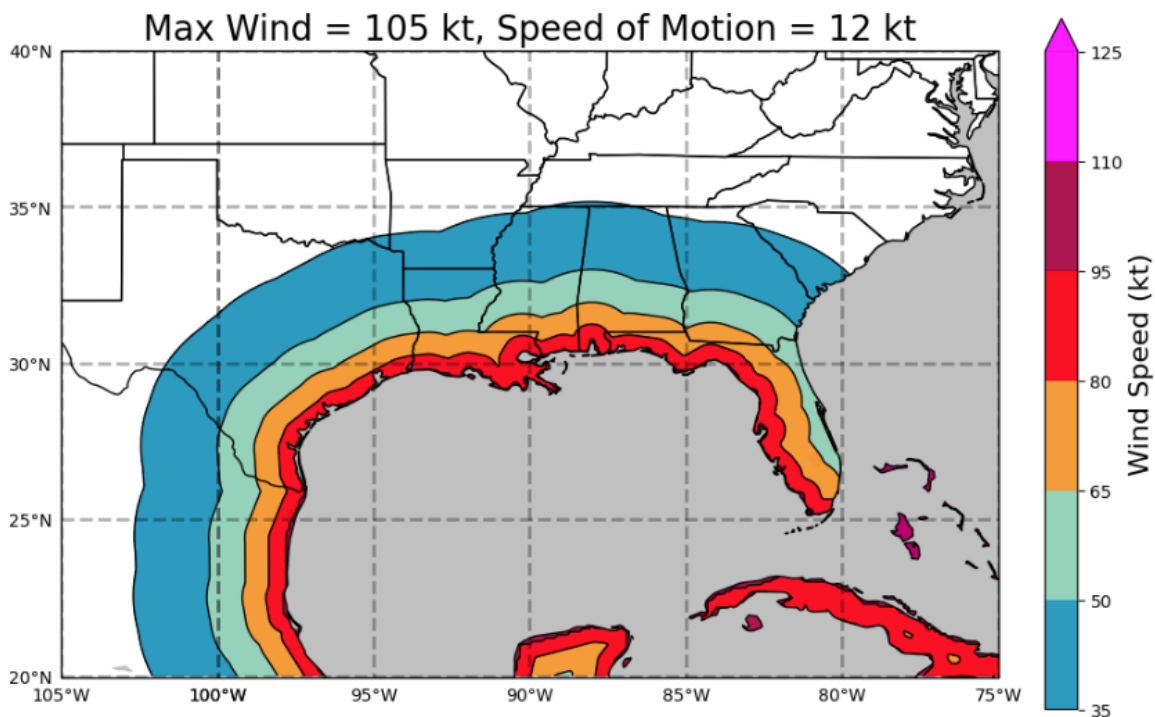 Max Wind = 105 kt, Speed of Motion = 12 kt
40°N
35°N
30°N
25°N
20°N
105°W 100°W 95°W 90°W 85°W 80°W 75°W
125
110
95
80
65
50
35
Wind Speed (kt)